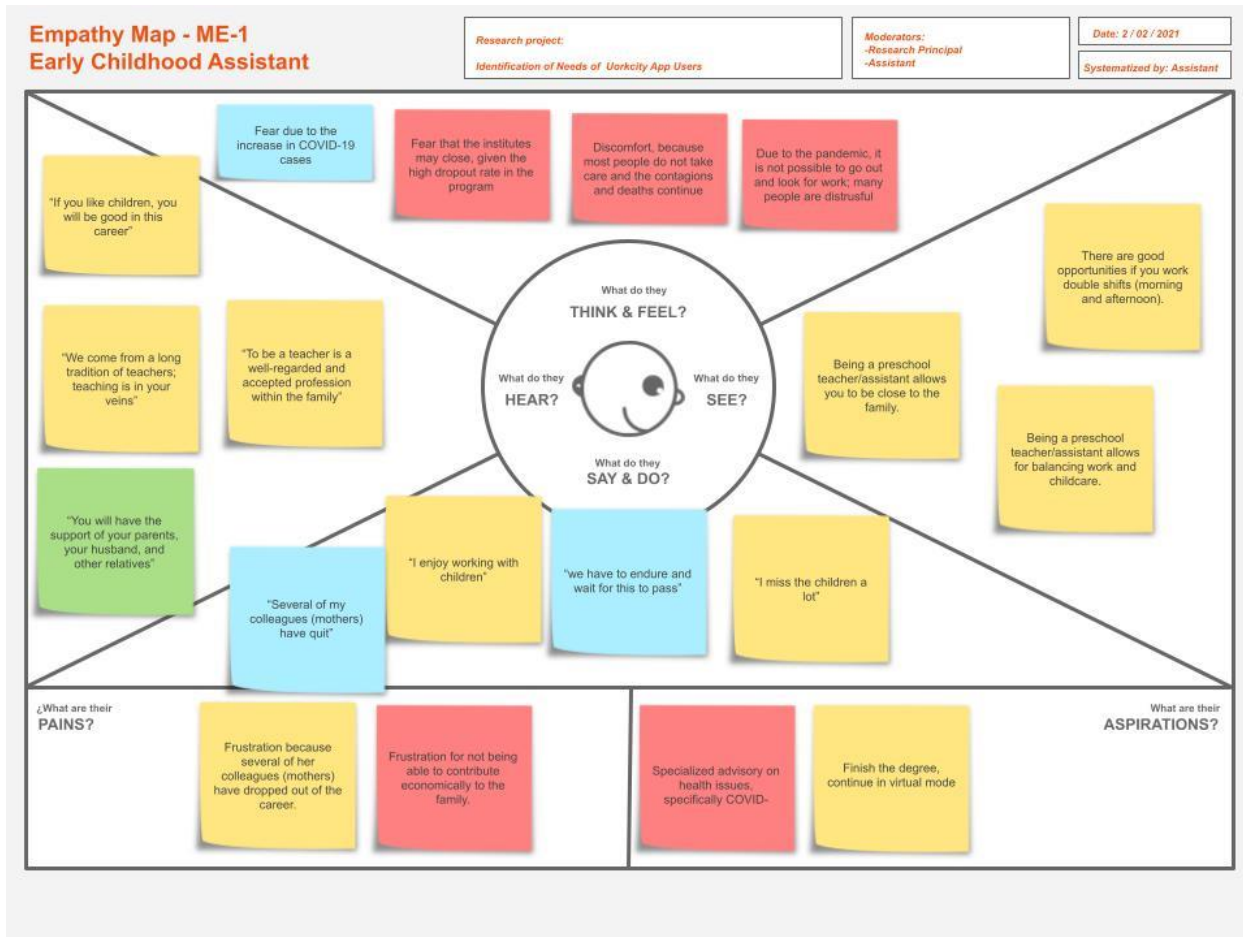 Empathy Map - ME-1
Early Childhood Assistant
Research project:
Identification of Needs of Uorkcity App Users
Moderators:
-Research Principal
-Assistant
Date: 2 / 02 / 2021
Systematized by: Assistant
Fear due to the
increase in COVID-19
cases
Fear that the institutes
may close, given the
high dropout rate in the
program
Discomfort, because
most people do not take
care and the contagions
and deaths continue
Due to the pandemic, it
is not possible to go out
and look for work; many
people are distrusful
"If you like children, you
will be good in this
career"
"We come from a long
tradition of teachers;
teaching is in your
veins"
"To be a teacher is a
well-regarded and
accepted profession
within the family"
"You will have the
support of your parents,
your husband, and
other relatives"
What do they
THINK & FEEL?
What do they
HEAR?
What do they
SEE?
What do they
SAY & DO?
There are good
opportunities if you work
double shifts (morning
and afternoon).
Being a preschool
teacher/assistant allows
you to be close to the
family.
Being a preschool
teacher/assistant allows
for balancing work and
childcare.
"Several of my
colleagues (mothers)
have quit"
"I enjoy working with
children"
"we have to endure and
wait for this to pass"
"I miss the children a
lot"
¿What are their
PAINS?
Frustration because
several of her
colleagues (mothers)
have dropped out of the
career.
Frustration for not being
able to contribute
economically to the
family.
Specialized advisory on
health issues,
specifically COVID-
Finish the degree,
continue in virtual mode
What are their
ASPIRATIONS?